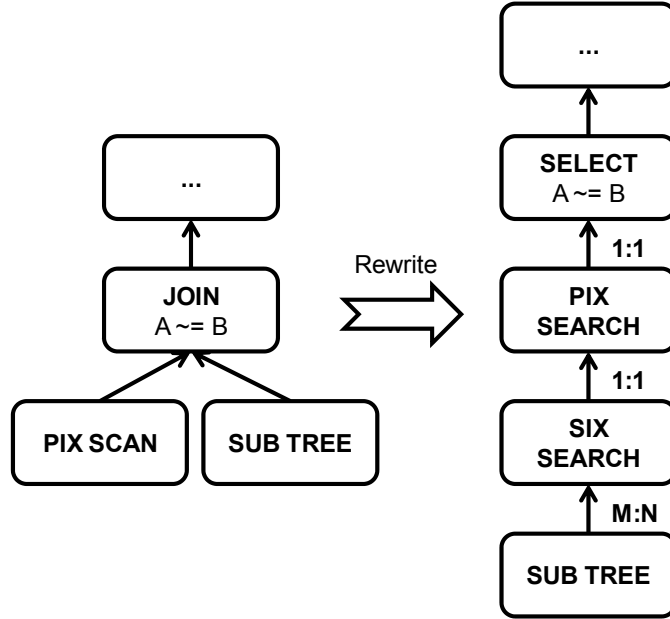 ...
JOIN
A ~= B
PIX SCAN
SUB TREE
Rewrite
...
SELECT
A ~= B
1:1
PIX
SEARCH
1:1
SIX
SEARCH
M:N
SUB TREE